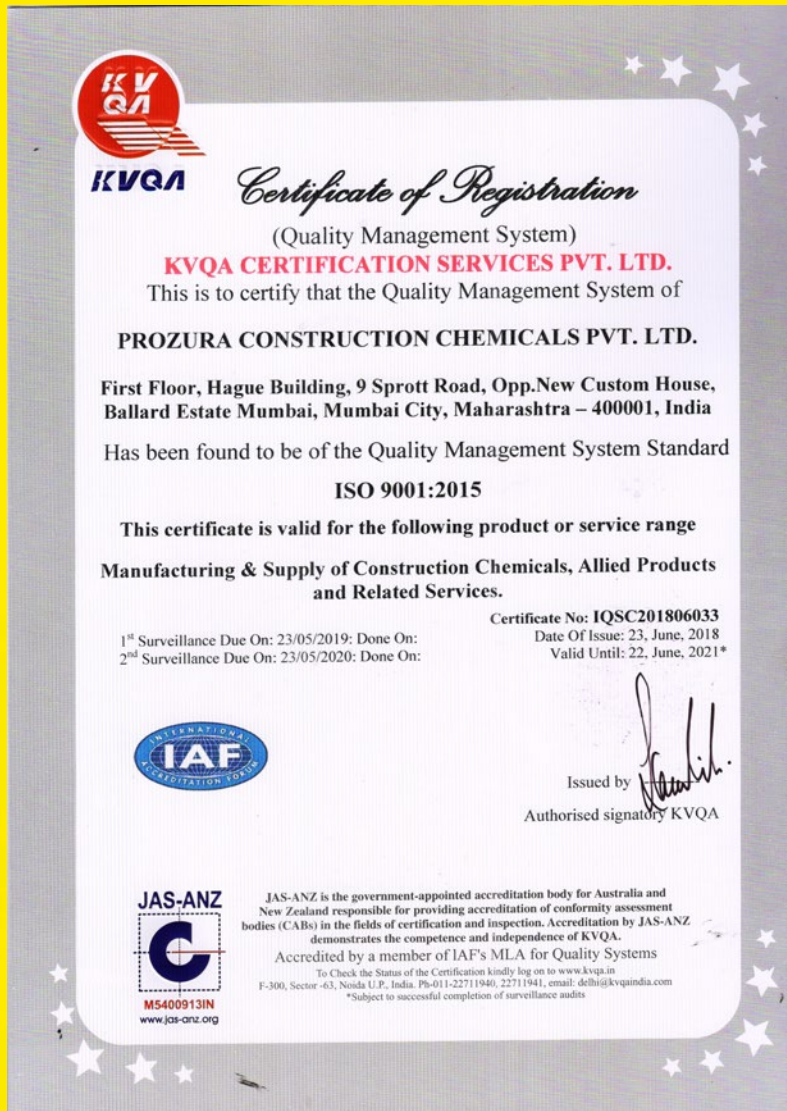 KV
QA
KVQA
Certificate of Registration
(Quality Management System)
KVQA CERTIFICATION SERVICES PVT. LTD.
This is to certify that the Quality Management System of
PROZURA CONSTRUCTION CHEMICALS PVT. LTD.
First Floor, Hague Building, 9 Sprott Road, Opp.New Custom House,
Ballard Estate Mumbai, Mumbai City, Maharashtra – 400001, India
Has been found to be of the Quality Management System Standard
ISO 9001:2015
This certificate is valid for the following product or service range
Manufacturing & Supply of Construction Chemicals, Allied Products
and Related Services.
Certificate No: IQSC201806033
1st Surveillance Due On: 23/05/2019: Done On:
Date Of Issue: 23, June, 2018
2nd Surveillance Due On: 23/05/2020: Done On:
Valid Until: 22, June, 2021*
INTERNATIONAL
IAF
ACCREDITATION FORUM
Issued by
Authorised signatory KVQA
JAS-ANZ
C
M5400913IN
www.jas-anz.org
JAS-ANZ is the government-appointed accreditation body for Australia and
New Zealand responsible for providing accreditation of conformity assessment
bodies (CABs) in the fields of certification and inspection. Accreditation by JAS-ANZ
demonstrates the competence and independence of KVQA.
Accredited by a member of IAF's MLA for Quality Systems
To Check the Status of the Certification kindly log on to www.kvqa.in
F-300, Sector -63, Noida U.P., India. Ph-011-22711940, 22711941, email: delhi@kvqaindia.com
*Subject to successful completion of surveillance audits